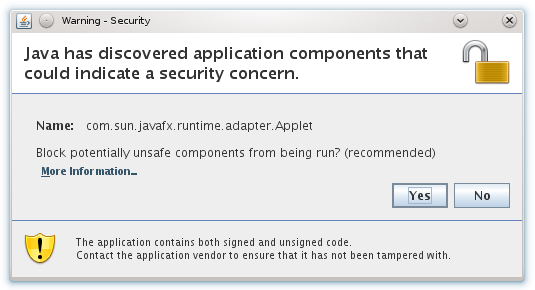 Warning - Security
Java has discovered application components that
could indicate a security concern.
Name: com.sun.javafx.runtime.adapter.Applet
Block potentially unsafe components from being run? (recommended)
More Information...
Yes No
The application contains both signed and unsigned code.
Contact the application vendor to ensure that it has not been tampered with.